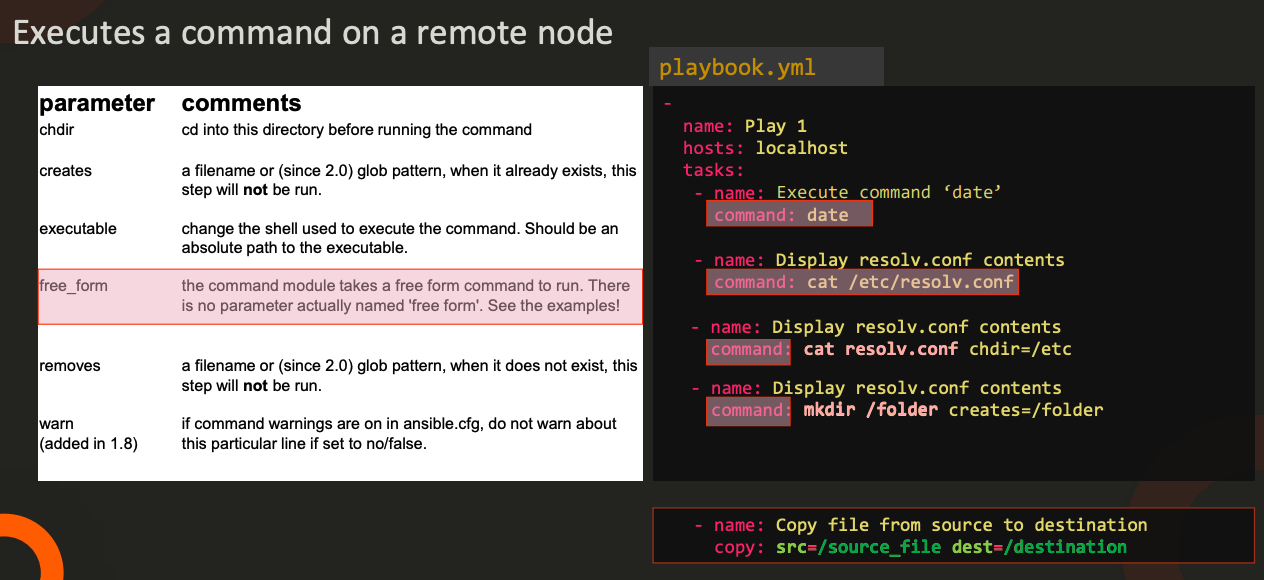 Executes a command on a remote node
parameter comments
chdir cd into this directory before running the command
creates a filename or (since 2.0) glob pattern, when it already exists, this
step will not be run.
executable change the shell used to execute the command. Should be an
absolute path to the executable.
free_form the command module takes a free form command to run. There
is no parameter actually named 'free form'. See the examples!
removes a filename or (since 2.0) glob pattern, when it does not exist, this
step will not be run.
warn if command warnings are on in ansible.cfg, do not warn about
(added in 1.8) this particular line if set to no/false.
playbook.yml
-
name: Play 1
hosts: localhost
tasks:
- name: Execute command ‘date’
command: date
- name: Display resolv.conf contents
command: cat /etc/resolv.conf
- name: Display resolv.conf contents
command: cat resolv.conf chdir=/etc
- name: Display resolv.conf contents
command: mkdir /folder creates=/folder
- name: Copy file from source to destination
copy: src=/source_file dest=/destination